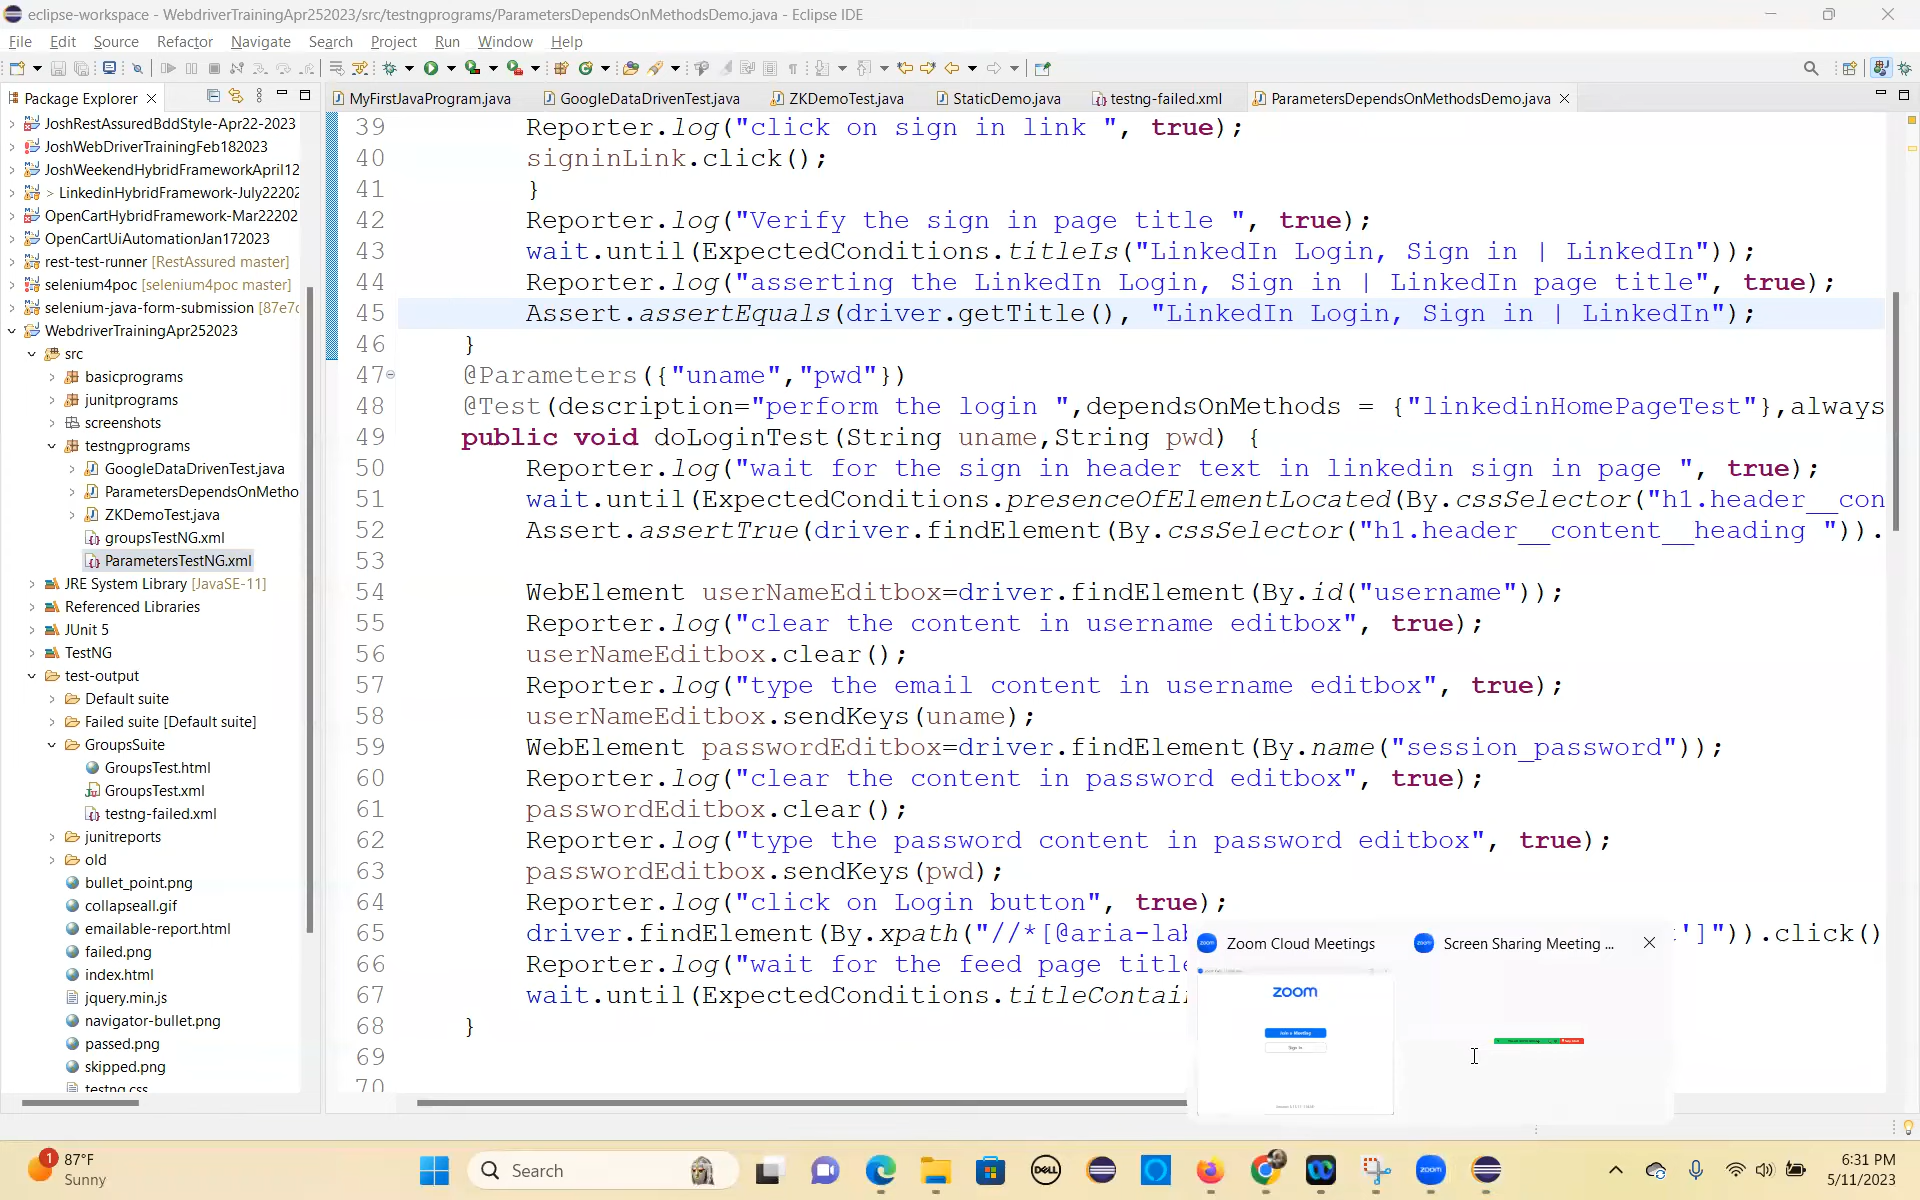 eclipse-workspace - WebdriverTrainingApr252023/src/testngprograms/ParametersDependsOnMethodsDemo.java - Eclipse IDE
File Edit Source Refactor Navigate Search Project Run Window Help
Package Explorer
MyFirstJavaProgram.java GoogleDataDrivenTest.java ZKDemoTest.java StaticDemo.java testng-failed.xml ParametersDependsOnMethodsDemo.java
JoshRestAssuredBddStyle-Apr22-2023
JoshWebDriverTrainingFeb182023
JoshWeekendHybridFrameworkApril12
> LinkedinHybridFramework-July2220
OpenCartHybridFramework-Mar22202
OpenCartUiAutomationJan172023
rest-test-runner [RestAssured master]
selenium4poc [selenium4poc master]
selenium-java-form-submission [87e7
WebdriverTrainingApr252023
src
basicprograms
junitprograms
screenshots
testngprograms
GoogleDataDrivenTest.java
ParametersDependsOnMetho
ZKDemoTest.java
groupsTestNG.xml
ParametersTestNG.xml
JRE System Library [JavaSE-11]
Referenced Libraries
JUnit 5
TestNG
test-output
Default suite
Failed suite [Default suite]
GroupsSuite
GroupsTest.html
GroupsTest.xml
testng-failed.xml
junitreports
old
bullet_point.png
collapseall.gif
emailable-report.html
failed.png
index.html
jquery.min.js
navigator-bullet.png
passed.png
skipped.png
testng.css
39 Reporter.log("click on sign in link ", true);
40 signinLink.click();
41 }
42 Reporter.log("Verify the sign in page title ", true);
43 wait.until(ExpectedConditions.titleIs("LinkedIn Login, Sign in | LinkedIn"));
44 Reporter.log("asserting the LinkedIn Login, Sign in | LinkedIn page title", true);
45 Assert.assertEquals(driver.getTitle(), "LinkedIn Login, Sign in | LinkedIn");
46 }
47 @Parameters({"uname","pwd"})
48 @Test(description="perform the login ",dependsOnMethods = {"linkedinHomePageTest"},always
49 public void doLoginTest(String uname,String pwd) {
50 Reporter.log("wait for the sign in header text in linkedin sign in page ", true);
51 wait.until(ExpectedConditions.presenceOfElementLocated(By.cssSelector("h1.header__con
52 Assert.assertTrue(driver.findElement(By.cssSelector("h1.header__content__heading ")).
53
54 WebElement userNameEditbox=driver.findElement(By.id("username"));
55 Reporter.log("clear the content in username editbox", true);
56 userNameEditbox.clear();
57 Reporter.log("type the email content in username editbox", true);
58 userNameEditbox.sendKeys(uname);
59 WebElement passwordEditbox=driver.findElement(By.name("session_password"));
60 Reporter.log("clear the content in password editbox", true);
61 passwordEditbox.clear();
62 Reporter.log("type the password content in password editbox", true);
63 passwordEditbox.sendKeys(pwd);
64 Reporter.log("click on Login button", true);
65 driver.findElement(By.xpath("//*[@aria-la ']")).click()
66 Reporter.log("wait for the feed page title
67 wait.until(ExpectedConditions.titleContai
68 }
69
70
Zoom Cloud Meetings Screen Sharing Meeting ...
zoom
Join a Meeting
Sign In
1 87°F
Sunny
Search
DELL
zoom
6:31 PM
5/11/2023